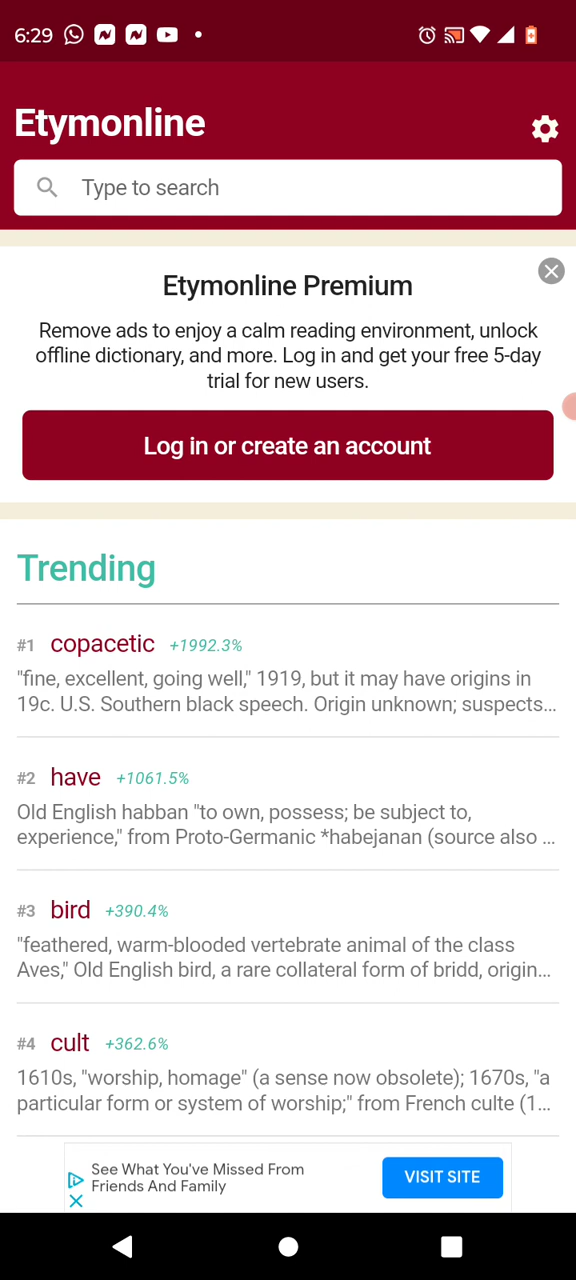 6:29
Etymonline
Type to search
Etymonline Premium
Remove ads to enjoy a calm reading environment, unlock
offline dictionary, and more. Log in and get your free 5-day
trial for new users.
Log in or create an account
Trending
#1 copacetic +1992.3%
"fine, excellent, going well," 1919, but it may have origins in
19c. U.S. Southern black speech. Origin unknown; suspects...
#2 have +1061.5%
Old English habban "to own, possess; be subject to,
experience," from Proto-Germanic *habejanan (source also ...
#3 bird +390.4%
"feathered, warm-blooded vertebrate animal of the class
Aves," Old English bird, a rare collateral form of bridd, origin...
#4 cult +362.6%
1610s, "worship, homage" (a sense now obsolete); 1670s, "a
particular form or system of worship;" from French culte (1...
See What You've Missed From
Friends And Family
VISIT SITE